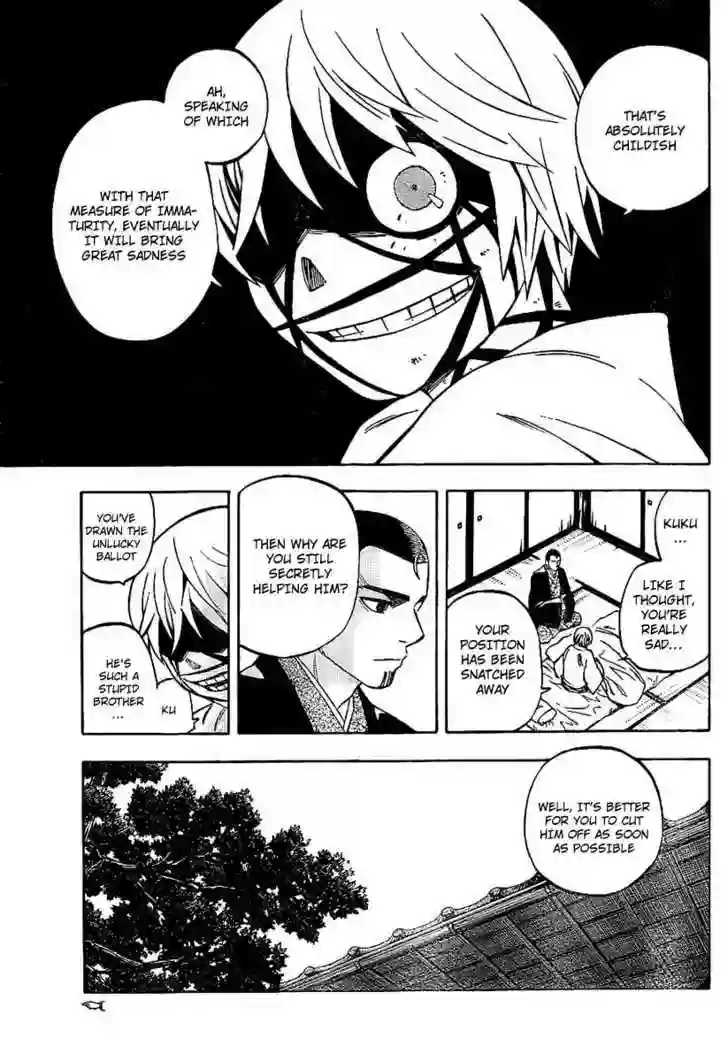 THAT'S
ABSOLUTELY
CHILDISH
AH,
SPEAKING
OF WHICH
WITH THAT
MEASURE OF IMMA-
TURITY, EVENTUALLY
IT WILL BRING
GREAT SADNESS
KUKU
...
LIKE I
THOUGHT,
YOU'RE
REALLY
SAD...
YOUR
POSITION
HAS BEEN
SNATCHED
AWAY
THEN WHY ARE
YOU STILL
SECRETLY
HELPING HIM?
YOU'VE
DRAWN THE
UNLUCKY
BALLOT
KU
HE'S
SUCH A
STUPID
BROTHER
...
WELL, IT'S BETTER
FOR YOU TO CUT
HIM OFF AS SOON
AS POSSIBLE